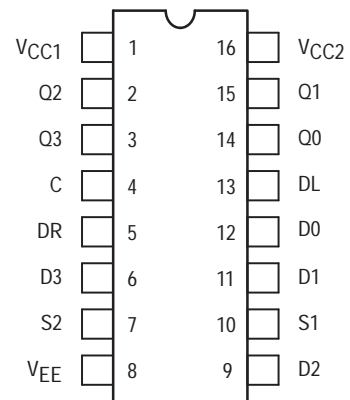 VCC1 1 16 VCC2
Q2 2 15 Q1
Q3 3 14 Q0
C 4 13 DL
DR 5 12 D0
D3 6 11 D1
S2 7 10 S1
VEE 8 9 D2